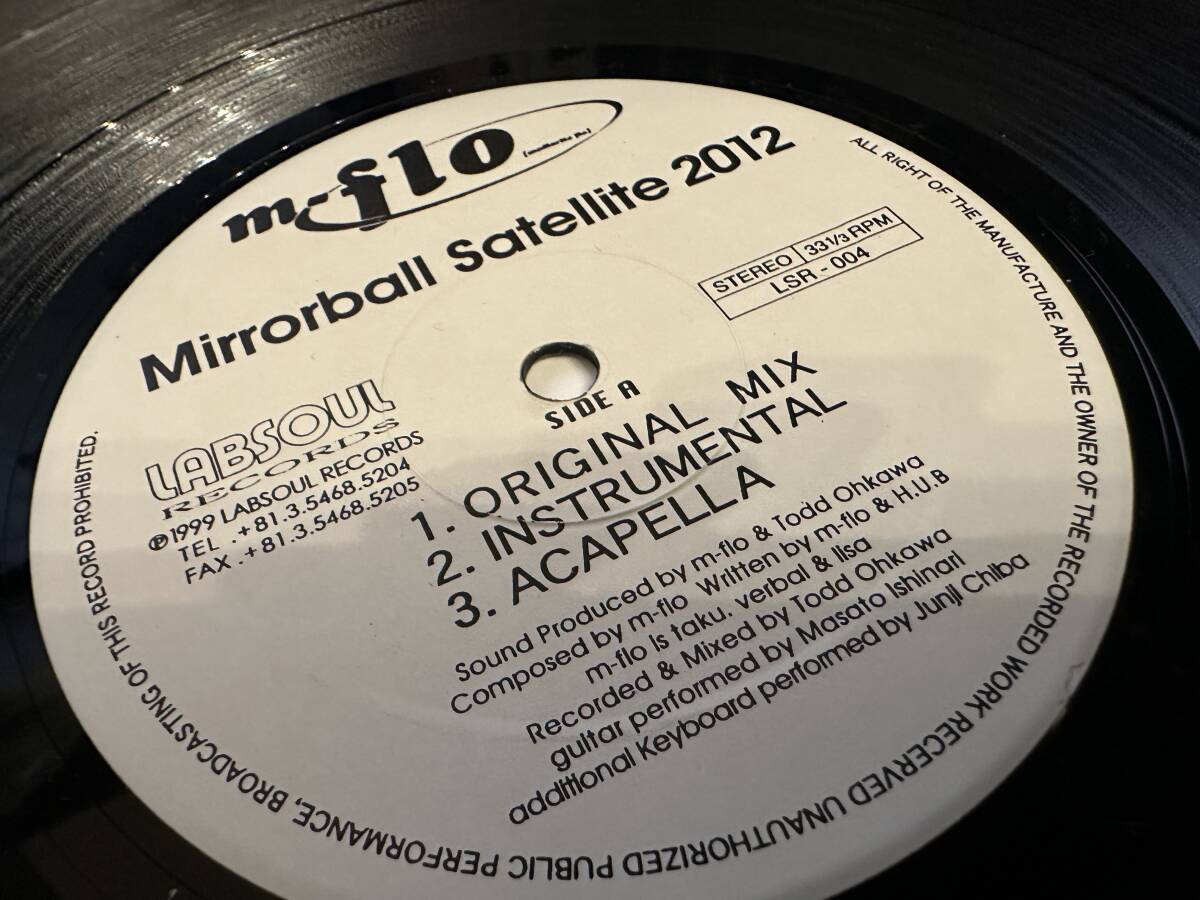 m-flo
Mirrorball Satellite 2012
STEREO 33 1/3 RPM
LSR - 004
LABSOUL
RECORDS
℗1999 LABSOUL RECORDS
TEL .+81.3.5468.5204
FAX .+81.3.5468.5205
SIDE A
1. ORIGINAL MIX
2. INSTRUMENTAL
3. ACAPELLA
Sound Produced by m-flo & Todd Ohkawa
Composed by m-flo Written by m-flo & H.U.B
m-flo is taku, verbal & lisa
Recorded & Mixed by Todd Ohkawa
guitar performed by Masato Ishinari
additional Keyboard performed by Junji Chiba
ALL RIGHT OF THE MANUFACTURE AND THE OWNER OF THE RECORDED WORK RECERVED UNAUTHORIZED PUBLIC PERFORMANCE, BROADCASTING OF THIS RECORD PROHIBITED.